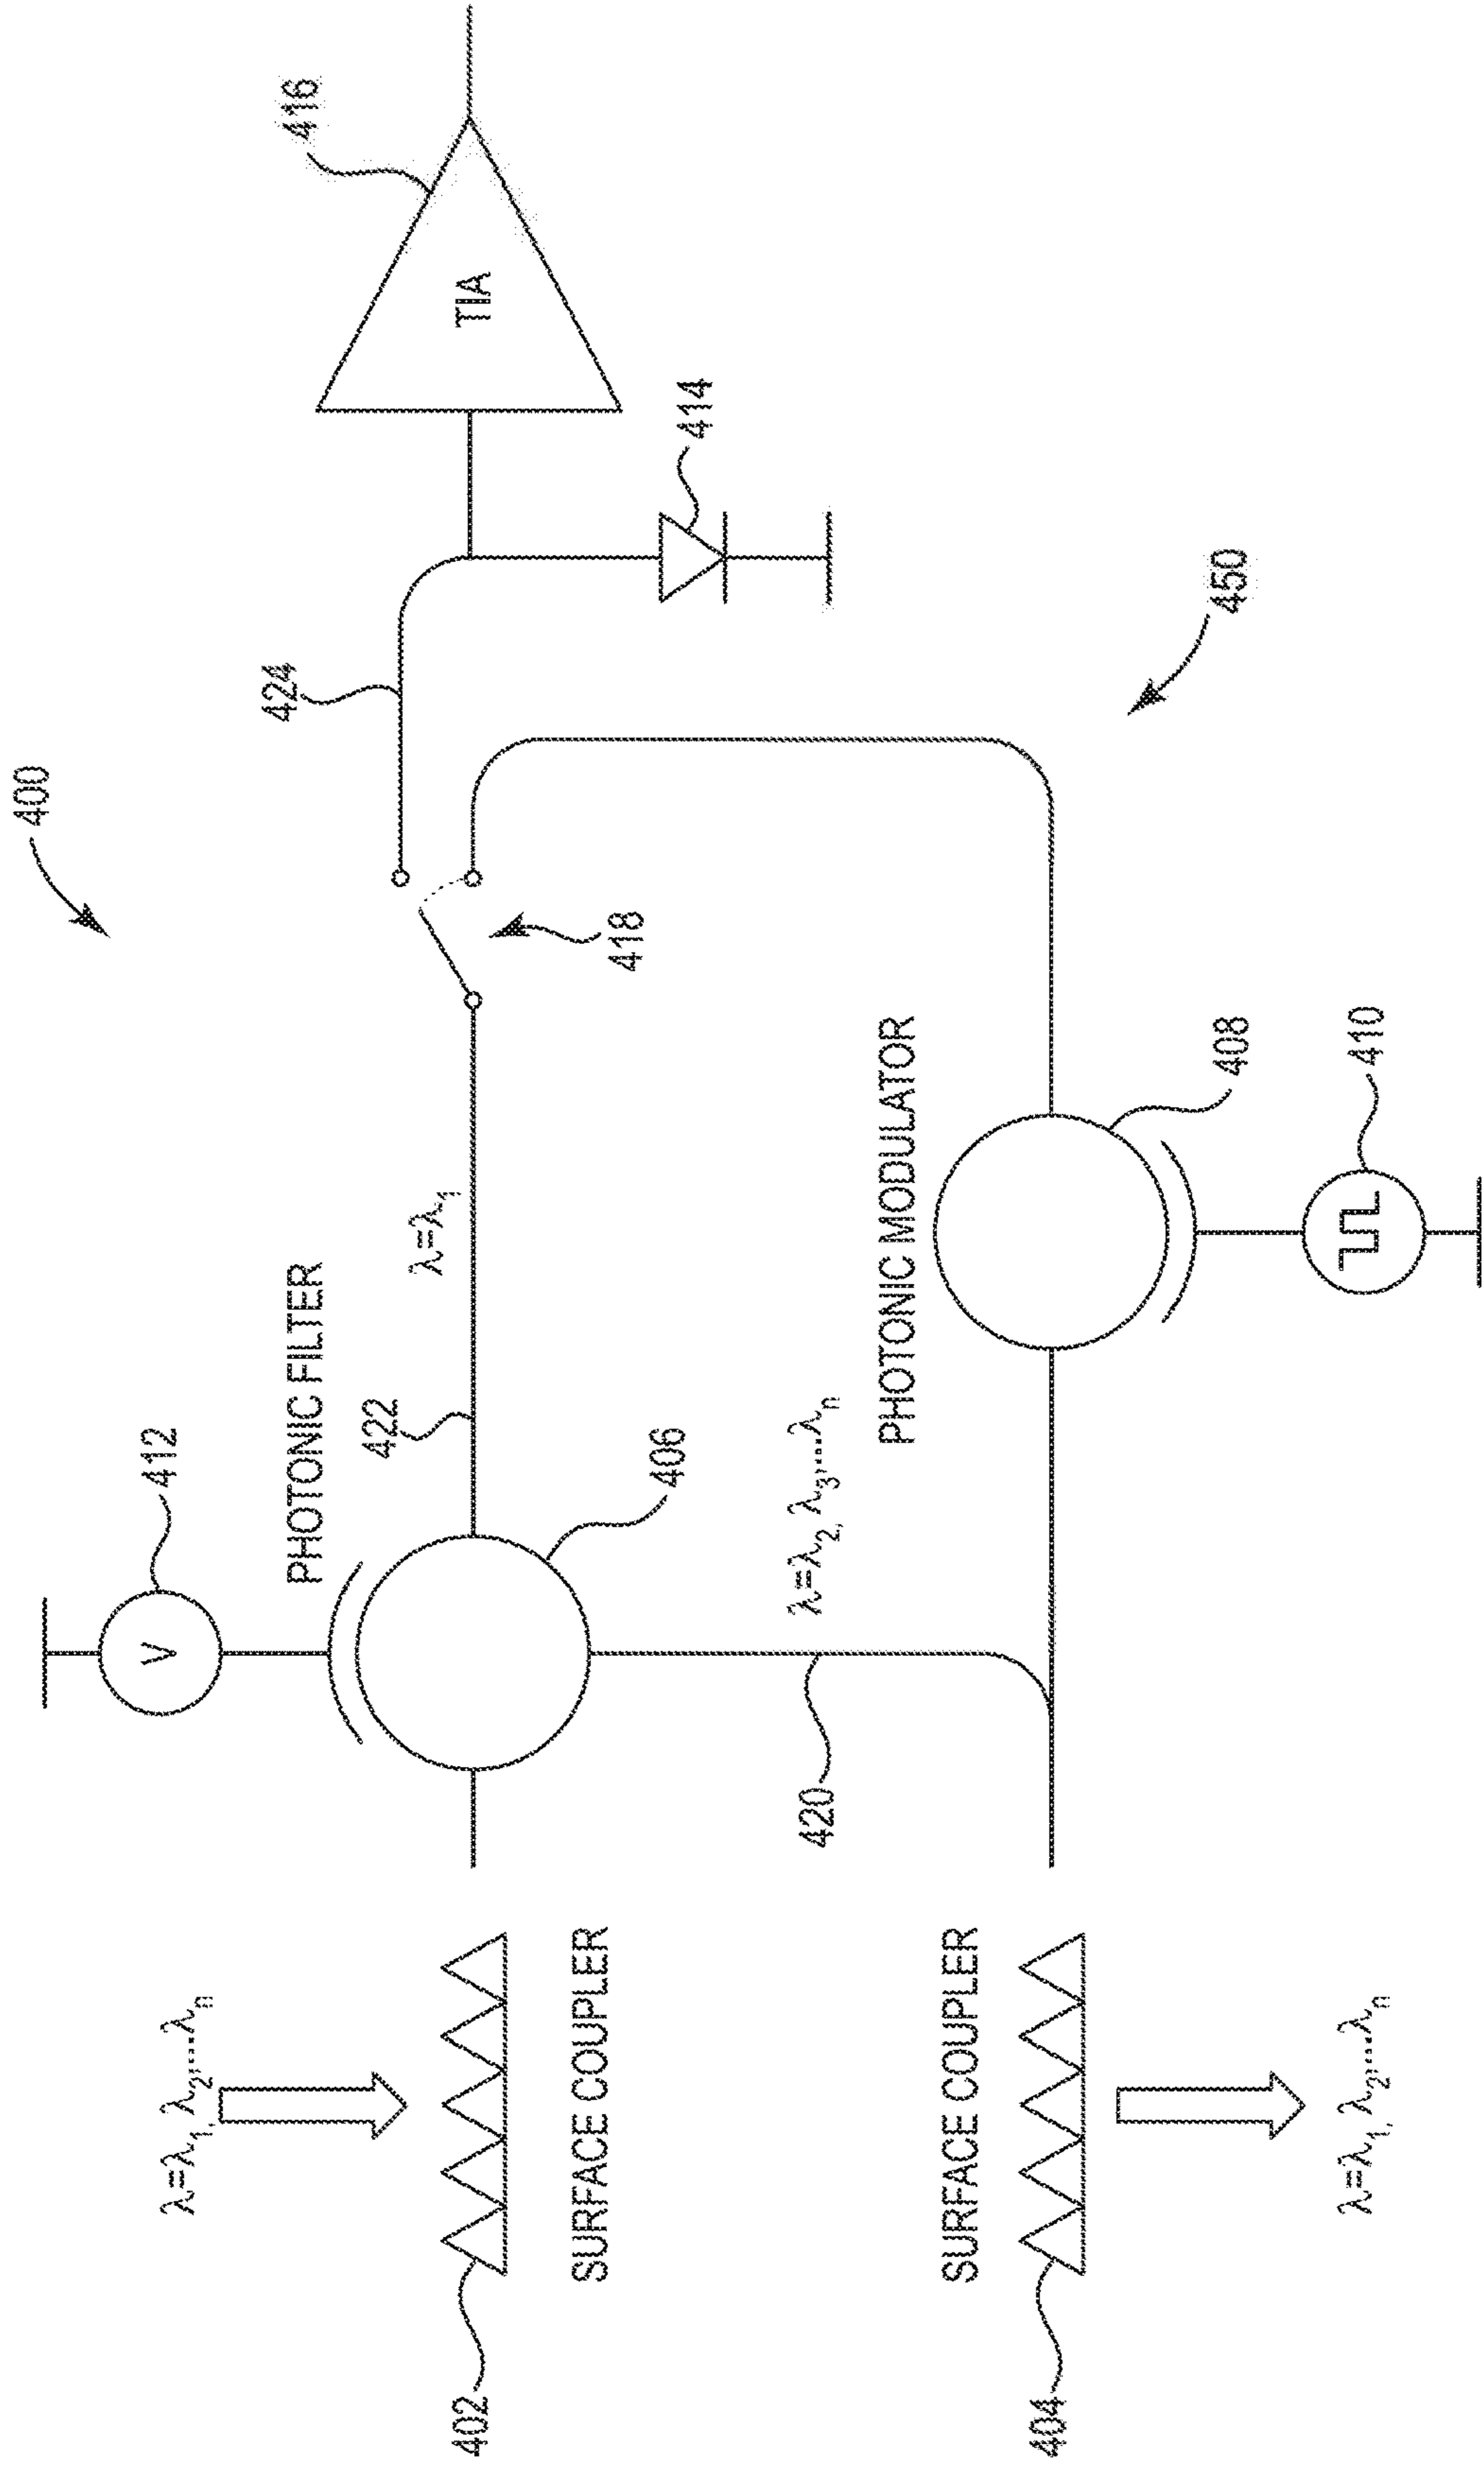 400
412
V
PHOTONIC FILTER
424
416
TIA
λ=λ1, λ2,...λn
422
λ=λ1
418
414
402
SURFACE COUPLER
406
420
λ=λ2, λ3,...λn
PHOTONIC MODULATOR
450
SURFACE COUPLER
404
408
410
λ=λ1, λ2,...λn